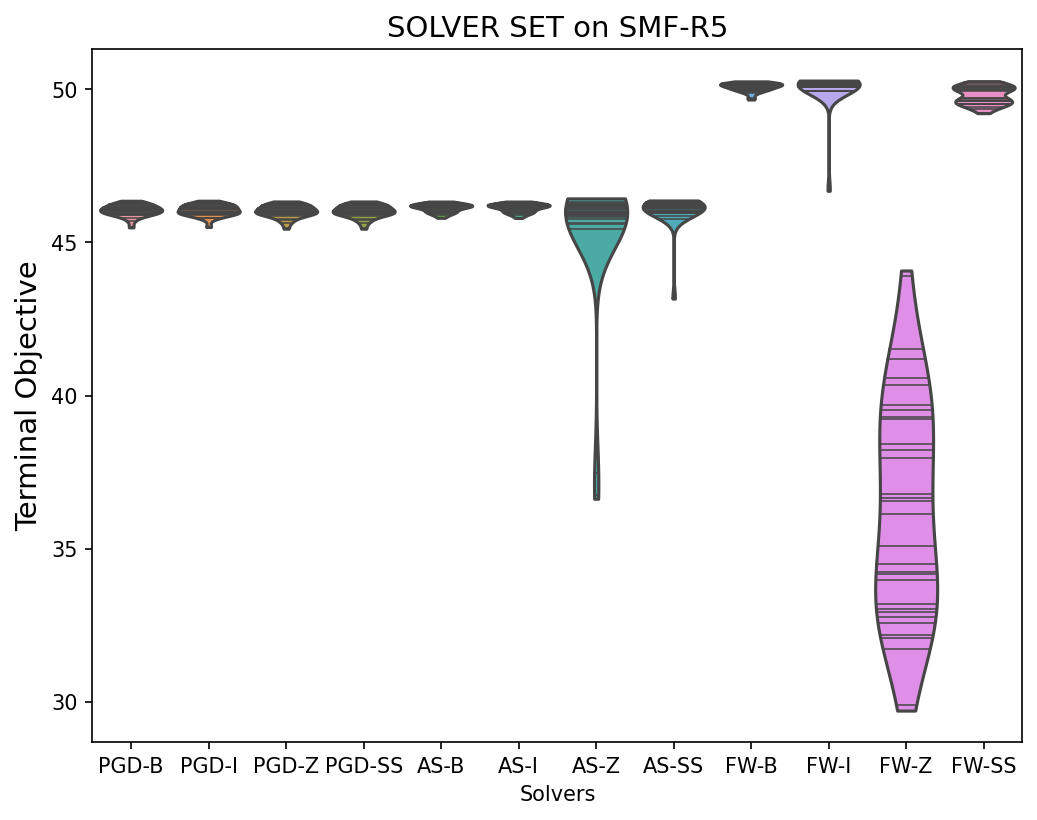 SOLVER SET on SMF-R5
Terminal Objective
50
45
40
35
30
PGD-B PGD-I PGD-Z PGD-SS AS-B AS-I AS-Z AS-SS FW-B FW-I FW-Z FW-SS
Solvers